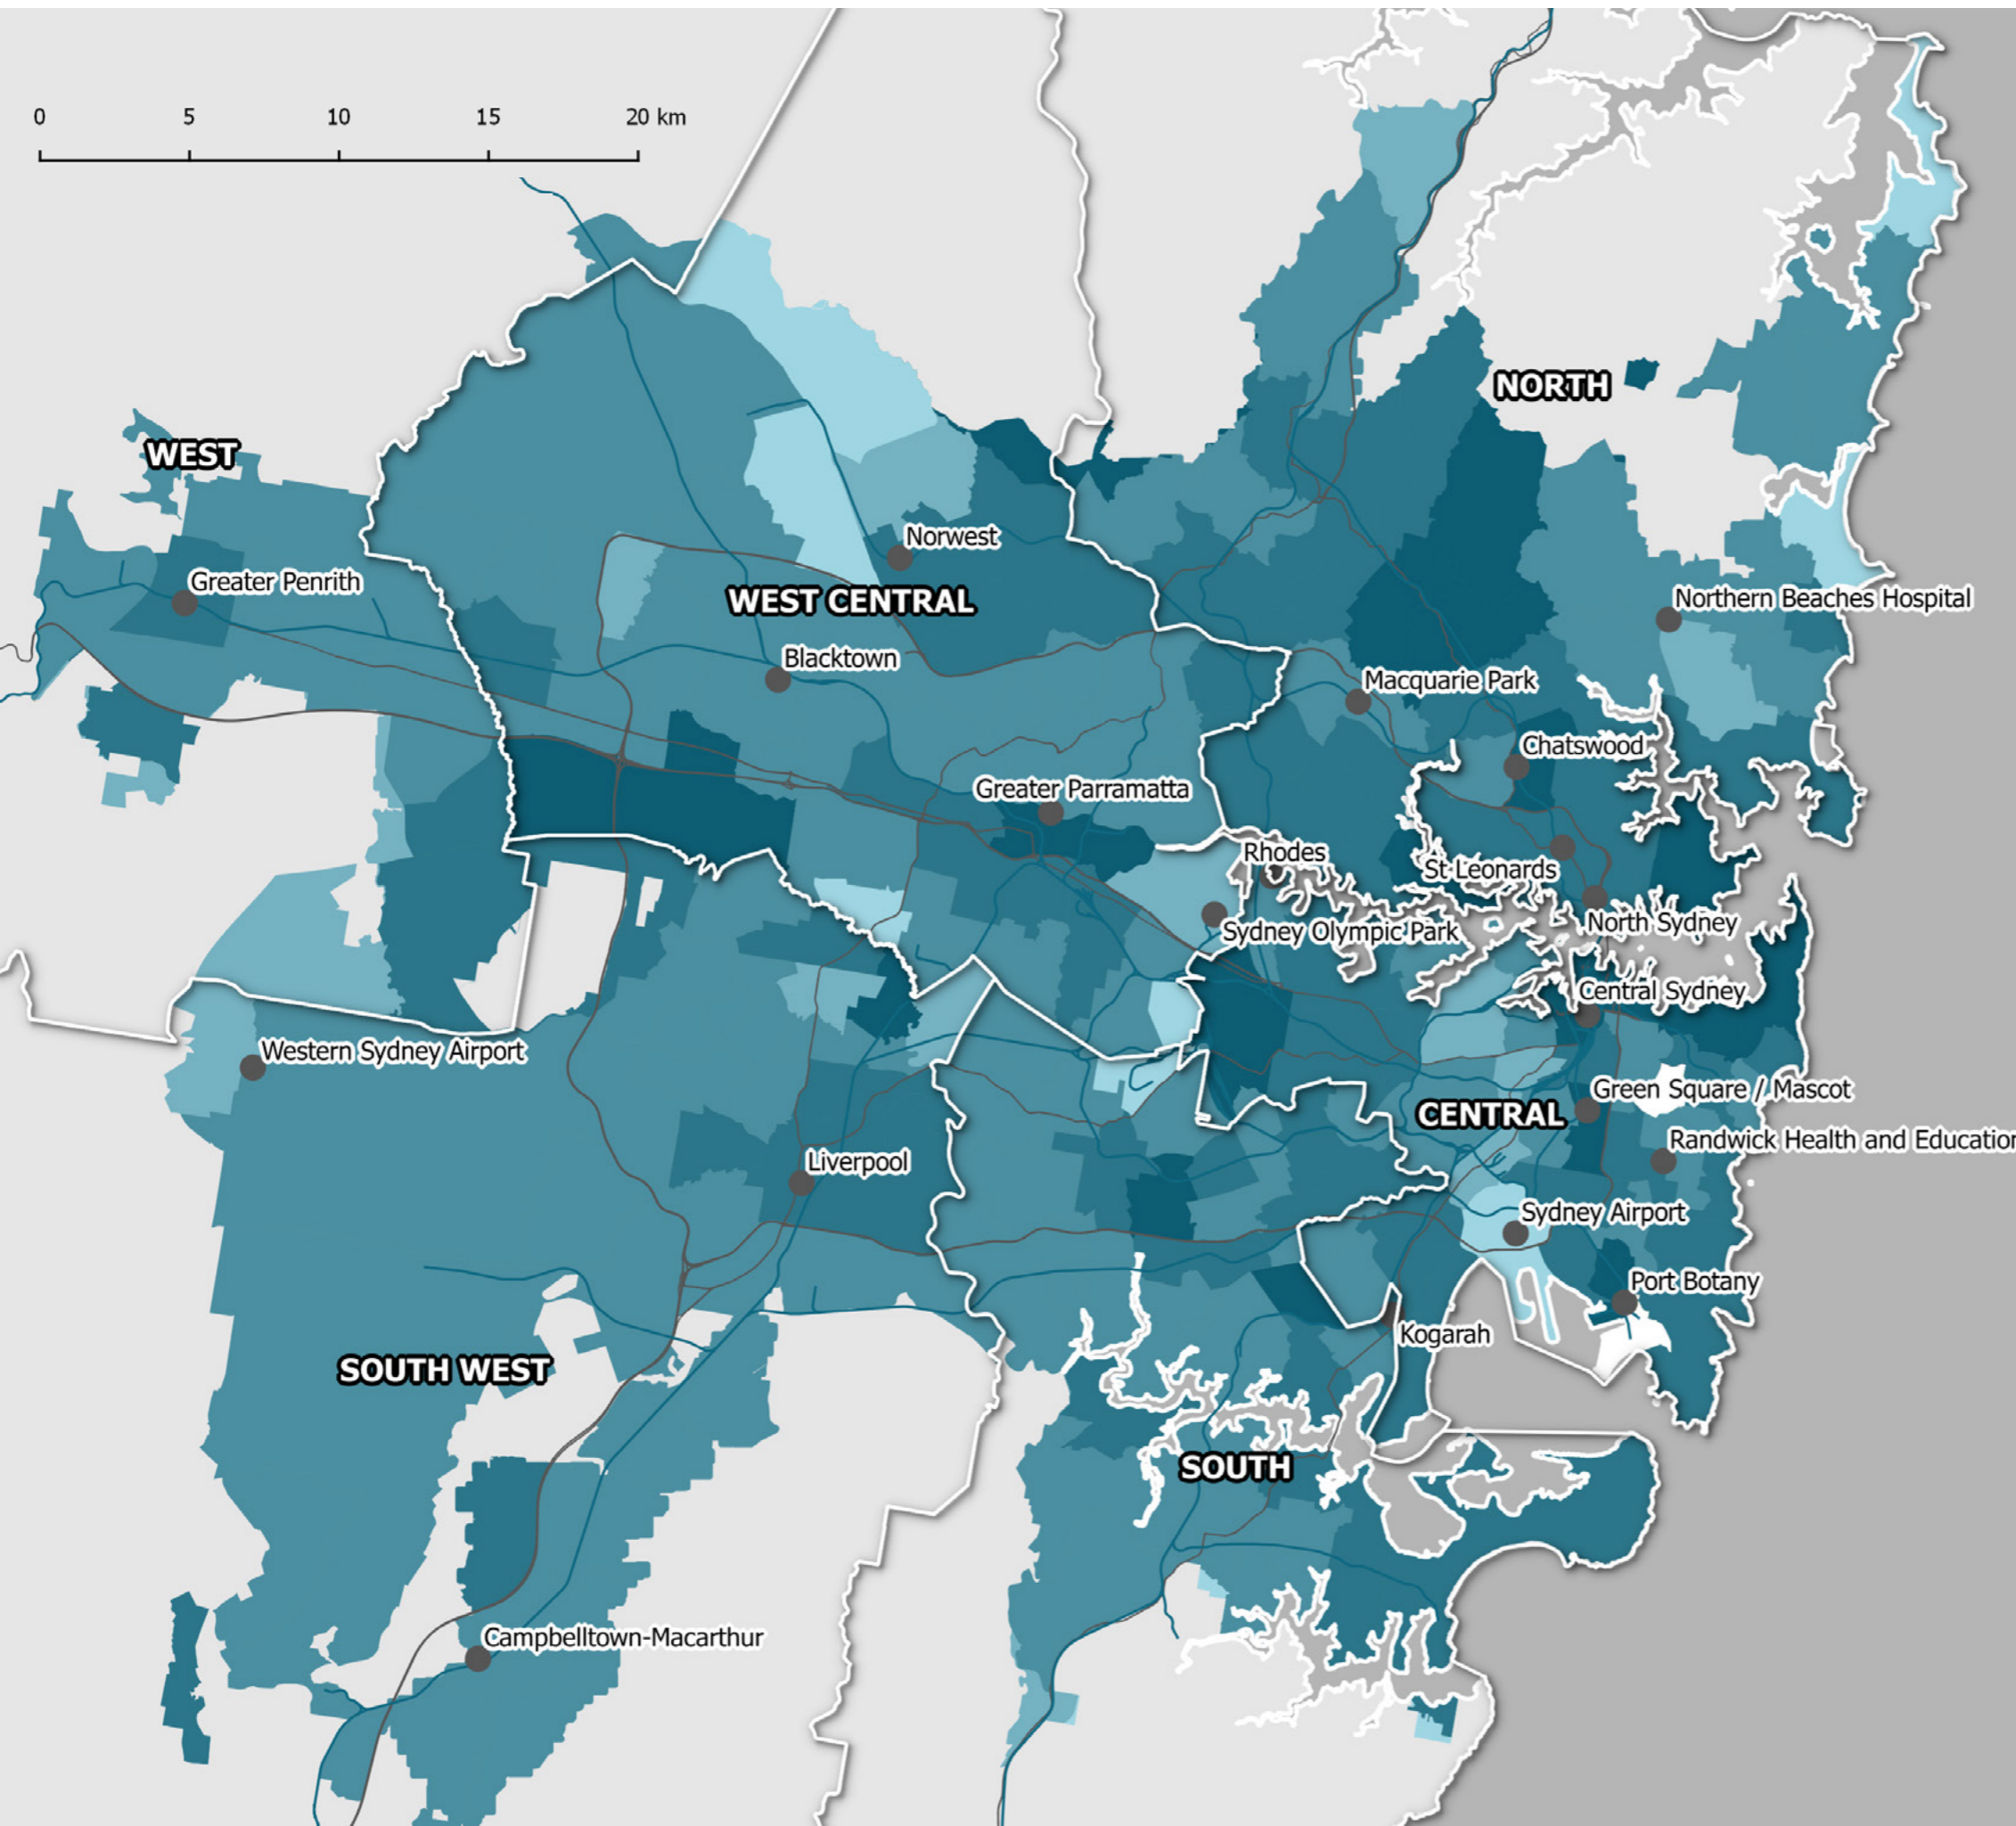 0 5 10 15 20 km
NORTH
WEST
Norwest
Greater Penrith
WEST CENTRAL
Northern Beaches Hospital
Blacktown
Macquarie Park
Chatswood
Greater Parramatta
Rhodes
St Leonards
North Sydney
Sydney Olympic Park
Central Sydney
Western Sydney Airport
Green Square / Mascot
CENTRAL
Randwick Health and Education
Liverpool
Sydney Airport
Port Botany
Kogarah
SOUTH WEST
SOUTH
Campbelltown-Macarthur